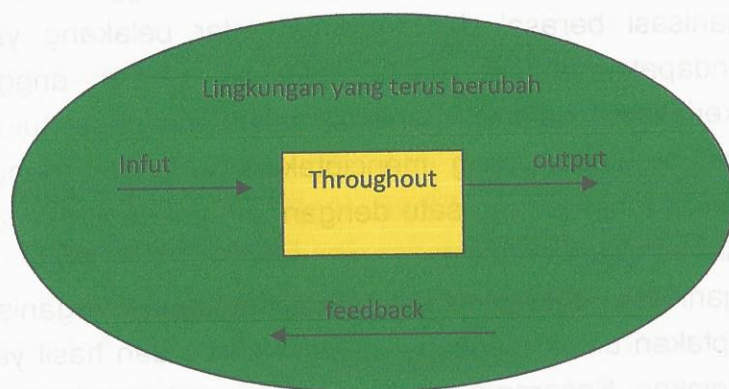 Lingkungan yang terus berubah
Infut
Throughout
output
feedback